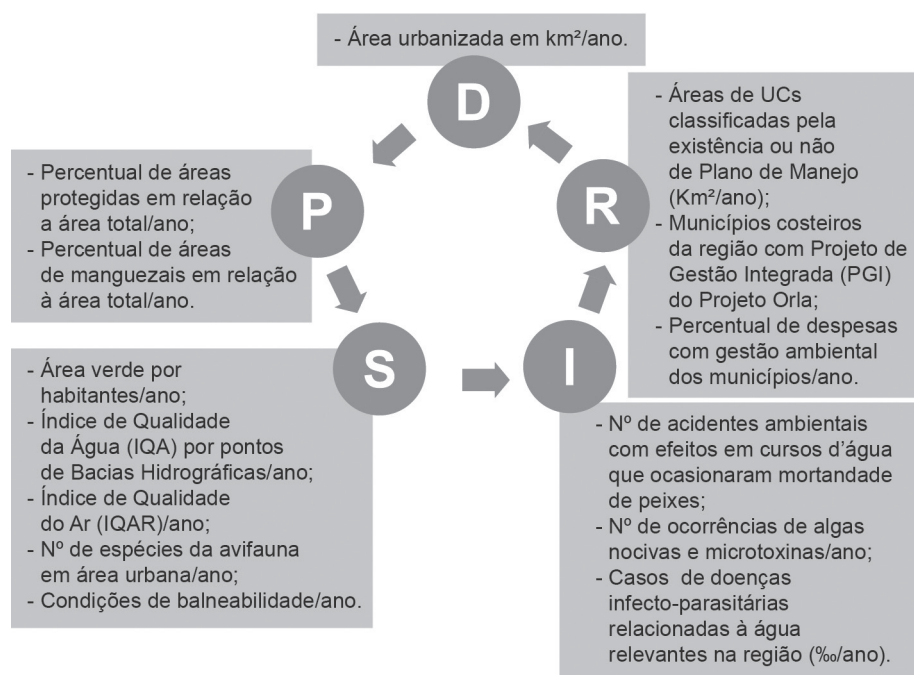 - Área urbanizada em km²/ano.
D
- Áreas de UCs
classificadas pela
existência ou não
de Plano de Manejo
(Km²/ano);
- Municípios costeiros
da região com Projeto de
Gestão Integrada (PGI)
do Projeto Orla;
- Percentual de despesas
com gestão ambiental
dos municípios/ano.
R
- Percentual de áreas
protegidas em relação
a área total/ano;
- Percentual de áreas
de manguezais em relação
à área total/ano.
P
S
I
- Área verde por
habitantes/ano;
- Índice de Qualidade
da Água (IQA) por pontos
de Bacias Hidrográficas/ano;
- Índice de Qualidade
do Ar (IQAR)/ano;
- Nº de espécies da avifauna
em área urbana/ano;
- Condições de balneabilidade/ano.
- Nº de acidentes ambientais
com efeitos em cursos d’água
que ocasionaram mortandade
de peixes;
- Nº de ocorrências de algas
nocivas e microtoxinas/ano;
- Casos de doenças
infecto-parasitárias
relacionadas à água
relevantes na região (‰/ano).